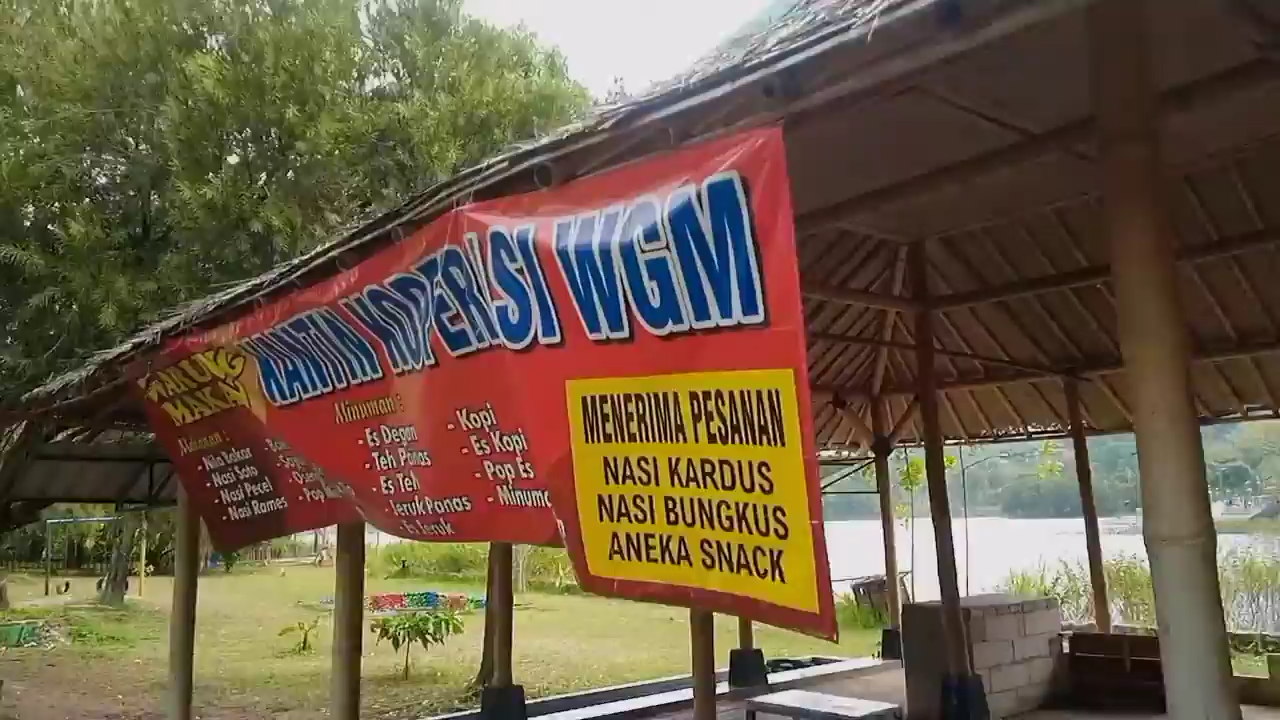 WARUNG
MAKAN
KANTIN KOPERASI WGM
Makanan :
- Nila Bakar
- Nasi Soto
- Nasi Pecel
- Nasi Rames
- Pop
Minuman :
- Es Degan
- Teh Panas
- Es Teh
- Jeruk Panas
- Es Jeruk
- Kopi
- Es Kopi
- Pop Es
MENERIMA PESANAN
NASI KARDUS
NASI BUNGKUS
ANEKA SNACK